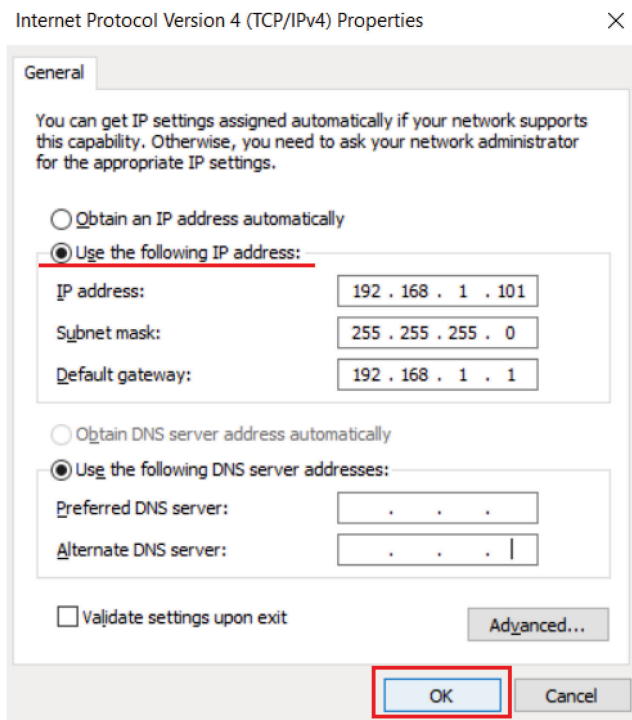 Internet Protocol Version 4 (TCP/IPv4) Properties
General
You can get IP settings assigned automatically if your network supports
this capability. Otherwise, you need to ask your network administrator
for the appropriate IP settings.
Obtain an IP address automatically
Use the following IP address:
IP address: 192 . 168 . 1 . 101
Subnet mask: 255 . 255 . 255 . 0
Default gateway: 192 . 168 . 1 . 1
Obtain DNS server address automatically
Use the following DNS server addresses:
Preferred DNS server: . . .
Alternate DNS server: . . .
Validate settings upon exit
Advanced...
OK Cancel